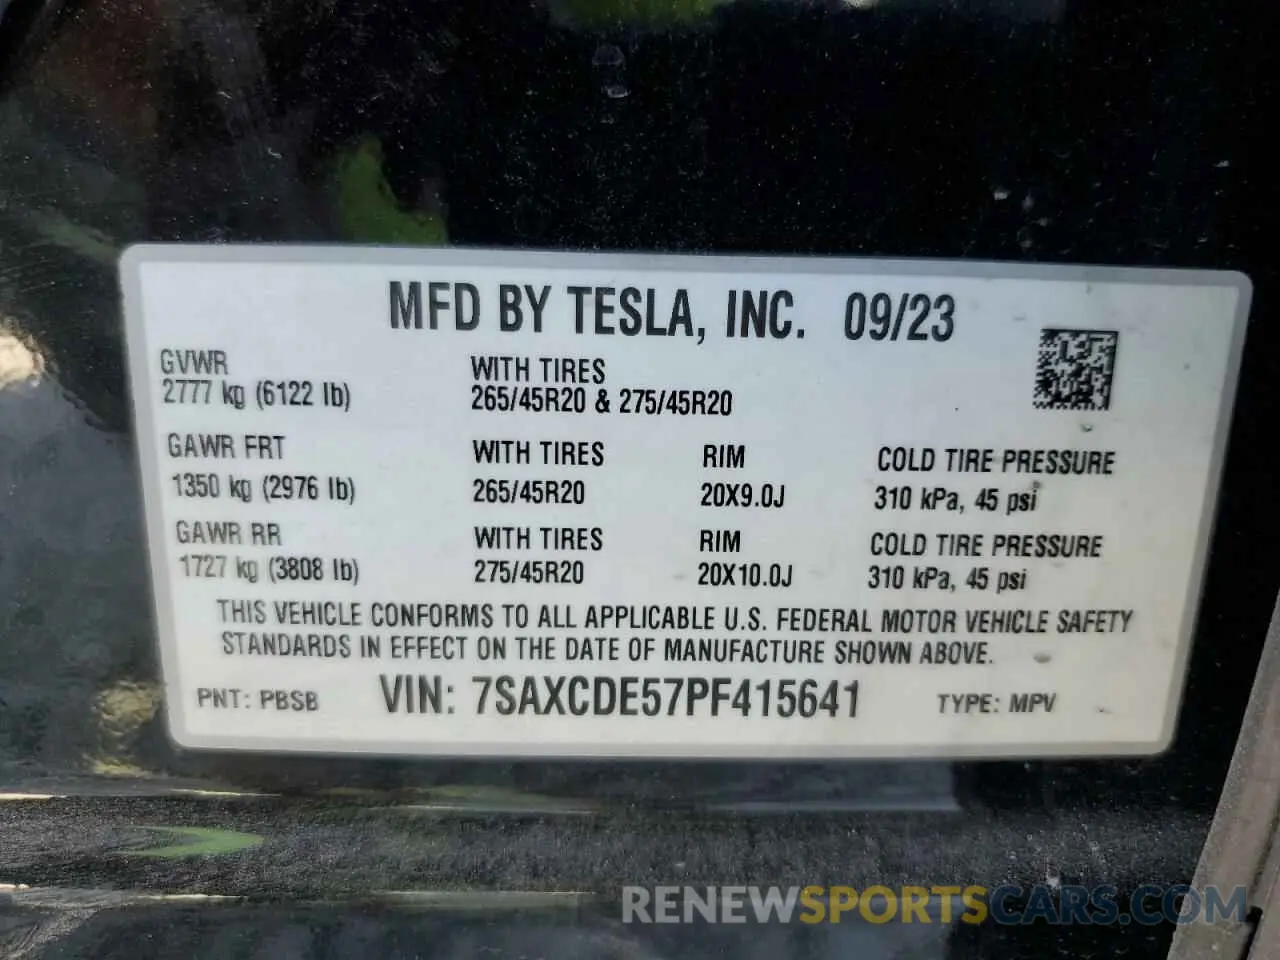 MFD BY TESLA, INC. 09/23
GVWR WITH TIRES
2777 kg (6122 lb) 265/45R20 & 275/45R20
GAWR FRT WITH TIRES RIM COLD TIRE PRESSURE
1350 kg (2976 lb) 265/45R20 20X9.0J 310 kPa, 45 psi
GAWR RR WITH TIRES RIM COLD TIRE PRESSURE
1727 kg (3808 lb) 275/45R20 20X10.0J 310 kPa, 45 psi
THIS VEHICLE CONFORMS TO ALL APPLICABLE U.S. FEDERAL MOTOR VEHICLE SAFETY
STANDARDS IN EFFECT ON THE DATE OF MANUFACTURE SHOWN ABOVE.
PNT: PBSB VIN: 7SAXCDE57PF415641 TYPE: MPV
RENEWSPORTSCARS.COM